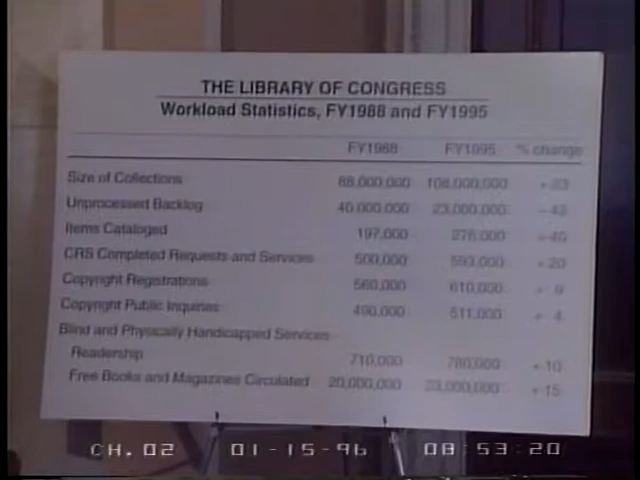 THE LIBRARY OF CONGRESS
Workload Statistics, FY1988 and FY1995
FY1988 FY1995 % change
Size of Collections 88,000,000 108,000,000 +23
Unprocessed Backlog 40,000,000 23,000,000 -43
Items Cataloged 197,000 276,000 +40
CRS Completed Requests and Services 500,000 +20
Copyright Registrations 560,000 610,000 + 9
Copyright Public Inquiries 490,000 511,000 + 4
Blind and Physically Handicapped Services
Readership 710,000 780,000 +10
Free Books and Magazines Circulated 20,000,000 23,000,000 +15
CH.02 01-15-96 08:53:20